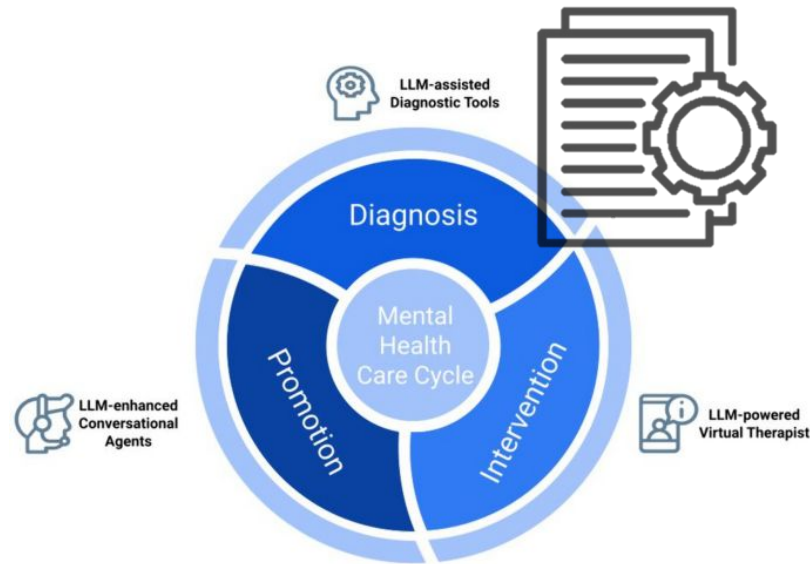 LLM-assisted
Diagnostic Tools
Diagnosis
Mental
Health
Care Cycle
Promotion
Intervention
LLM-enhanced
Conversational
Agents
LLM-powered
Virtual Therapist